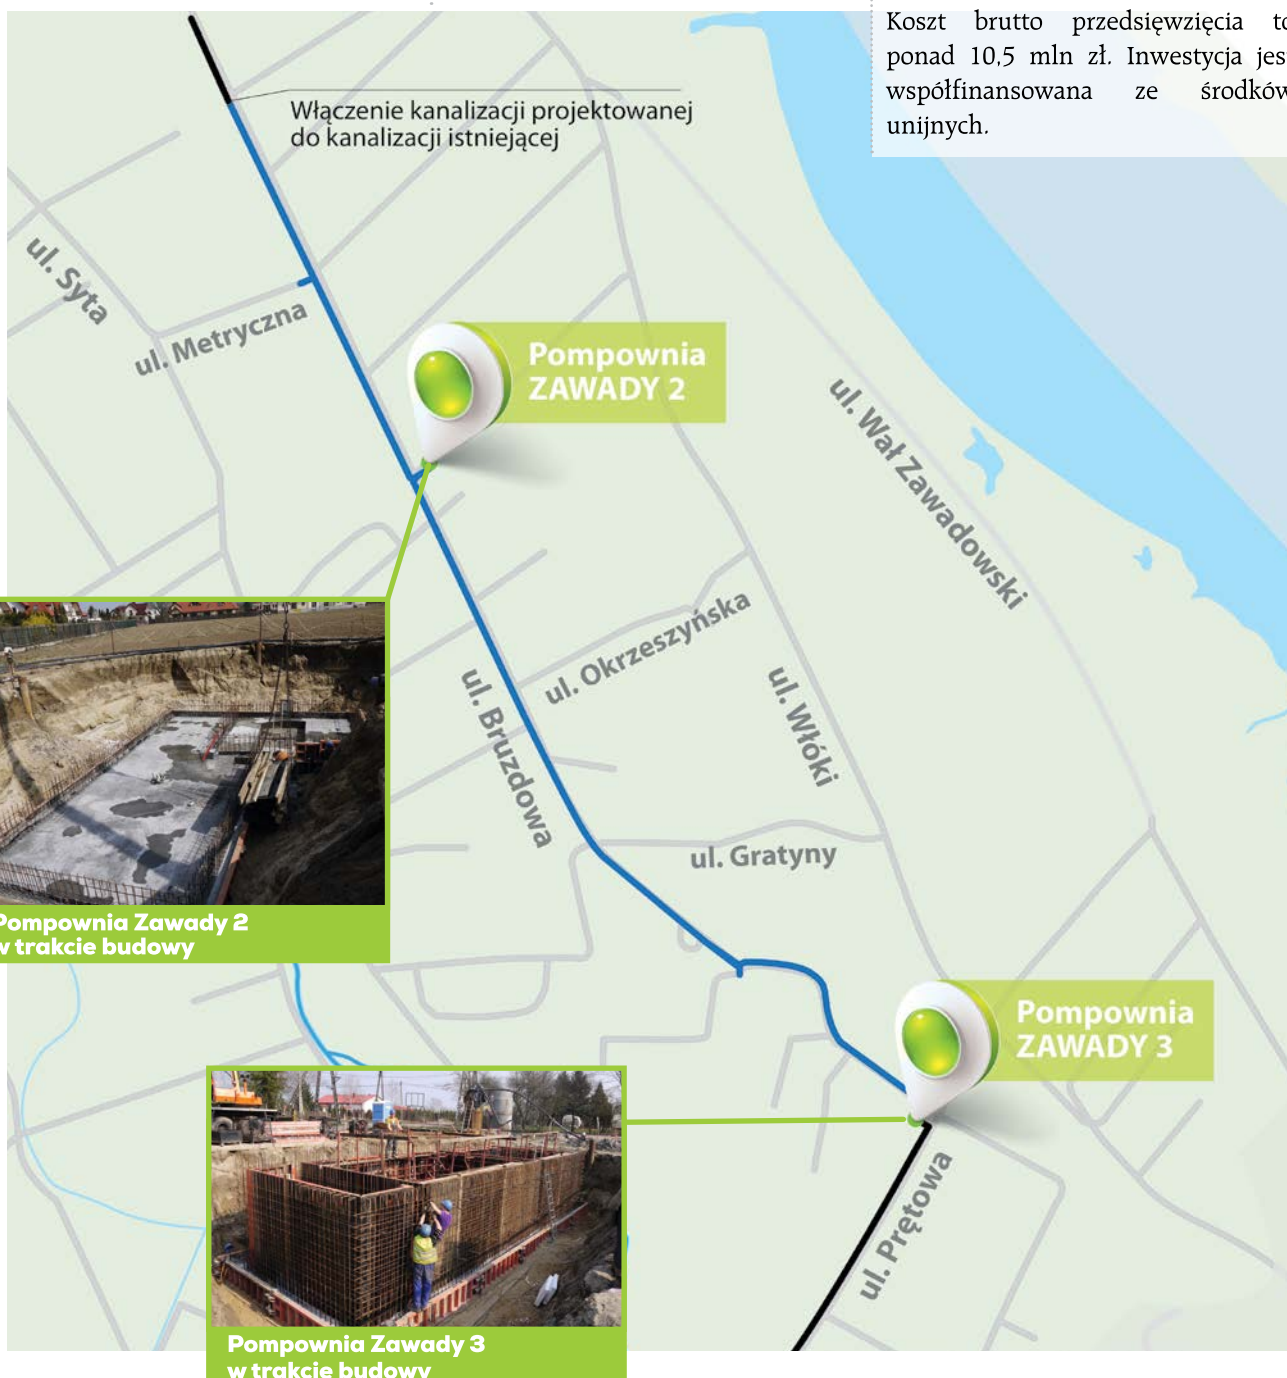 Koszt brutto przedsięwzięcia to
ponad 10,5 mln zł. Inwestycja jest
współfinansowana ze środków
unijnych.
Włączenie kanalizacji projektowanej
do kanalizacji istniejącej
ul. Syta
ul. Metryczna
Pompownia
ZAWADY 2
ul. Wał Zawadowski
ul. Okrzeszyńska
ul. Bruzdowa
ul. Włóki
ul. Gratyny
Pompownia Zawady 2
w trakcie budowy
Pompownia
ZAWADY 3
ul. Prętowa
Pompownia Zawady 3
w trakcie budowy